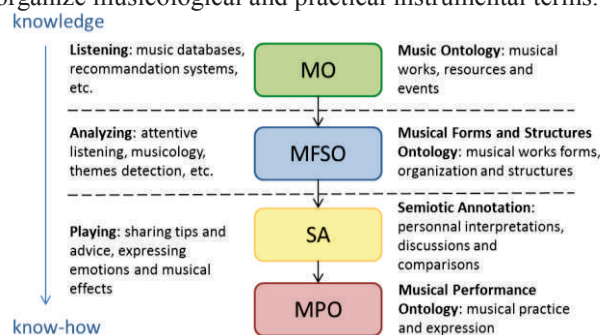 organize musicological and practical instrumental terms.
knowledge
Listening: music databases,
recommandation systems,
etc.
MO
Music Ontology: musical
works, resources and
events
Analyzing: attentive
listening, musicology,
themes detection, etc.
MFSO
Musical Forms and Structures
Ontology: musical works forms,
organization and structures
Playing: sharing tips and
advice, expressing
emotions and musical
effects
SA
Semiotic Annotation:
personnal interpretations,
discussions and
comparisons
MPO
Musical Performance
Ontology: musical practice
and expression
know-how